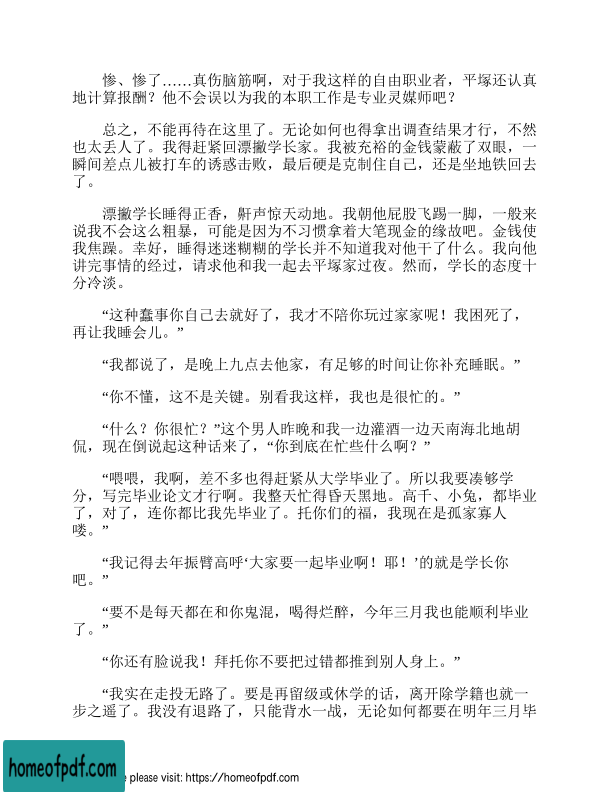 惨、惨了……真伤脑筋啊，对于我这样的自由职业者，平塚还认真
地计算报酬？他不会误以为我的本职工作是专业灵媒师吧？
总之，不能再待在这里了。无论如何也得拿出调查结果才行，不然
也太丢人了。我得赶紧回漂撇学长家。我被充裕的金钱蒙蔽了双眼，一
瞬间差点儿被打车的诱惑击败，最后硬是克制住自己，还是坐地铁回去
了。
漂撇学长睡得正香，鼾声惊天动地。我朝他屁股飞踢一脚，一般来
说我不会这么粗暴，可能是因为不习惯拿着大笔现金的缘故吧。金钱使
我焦躁。幸好，睡得迷迷糊糊的学长并不知道我对他干了什么。我向他
讲完事情的经过，请求他和我一起去平塚家过夜。然而，学长的态度十
分冷淡。
“这种蠢事你自己去就好了，我才不陪你玩过家家呢！我困死了，
再让我睡会儿。”
“我都说了，是晚上九点去他家，有足够的时间让你补充睡眠。”
“你不懂，这不是关键。别看我这样，我也是很忙的。”
“什么？你很忙？”这个男人昨晚和我一边灌酒一边天南海北地胡
侃，现在倒说起这种话来了，“你到底在忙些什么啊？”
“喂喂，我啊，差不多也得赶紧从大学毕业了。所以我要凑够学
分，写完毕业论文才行啊。我整天忙得昏天黑地。高千、小兔，都毕业
了，对了，连你都比我先毕业了。托你们的福，我现在是孤家寡人
喽。”
“我记得去年振臂高呼‘大家要一起毕业啊！耶！’的就是学长你
吧。”
“要不是每天都在和你鬼混，喝得烂醉，今年三月我也能顺利毕业
了。”
“你还有脸说我！拜托你不要把过错都推到别人身上。”
“我实在走投无路了。要是再留级或休学的话，离开除学籍也就一
步之遥了。我没有退路了，只能背水一战，无论如何都要在明年三月毕
homeofpdf.com
e please visit: https://homeofpdf.com